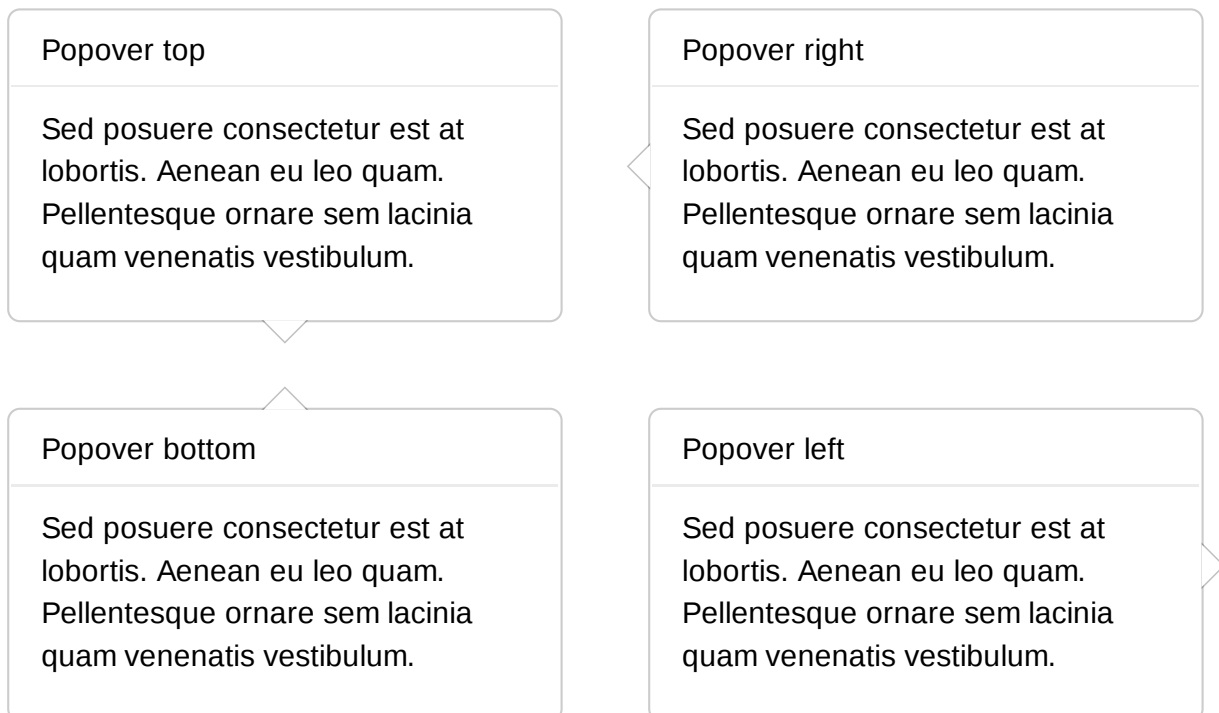 Popover top
Sed posuere consectetur est at
lobortis. Aenean eu leo quam.
Pellentesque ornare sem lacinia
quam venenatis vestibulum.
Popover right
Sed posuere consectetur est at
lobortis. Aenean eu leo quam.
Pellentesque ornare sem lacinia
quam venenatis vestibulum.
Popover bottom
Sed posuere consectetur est at
lobortis. Aenean eu leo quam.
Pellentesque ornare sem lacinia
quam venenatis vestibulum.
Popover left
Sed posuere consectetur est at
lobortis. Aenean eu leo quam.
Pellentesque ornare sem lacinia
quam venenatis vestibulum.